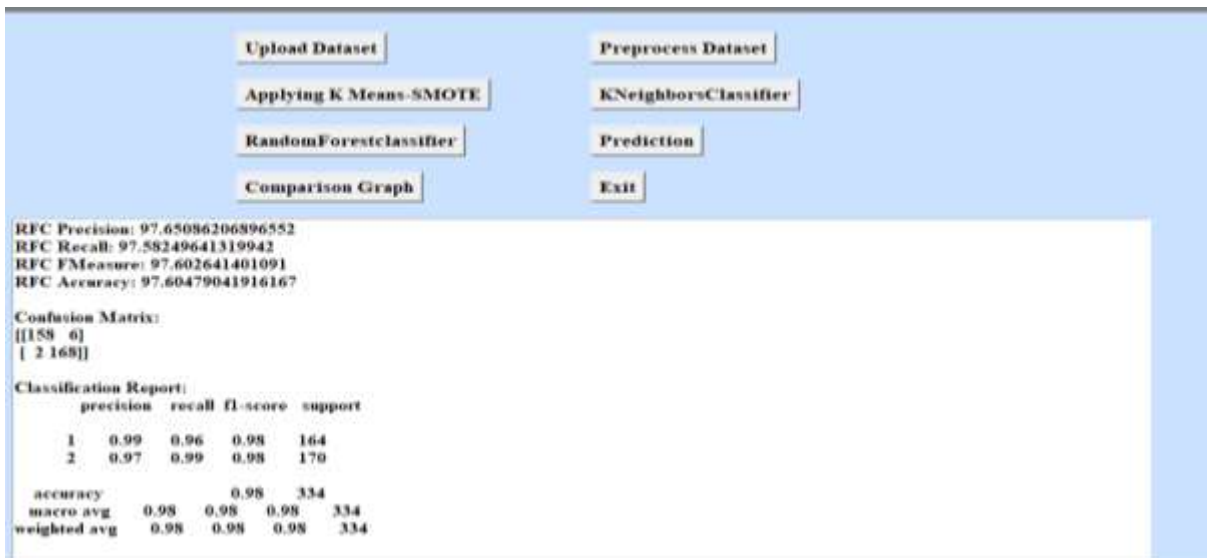 Upload Dataset
Preprocess Dataset
Applying K Means-SMOTE
KNeighborsClassifier
RandomForestclassifier
Prediction
Comparison Graph
Exit
RFC Precision: 97.65086206896552
RFC Recall: 97.58249641319942
RFC FMeasure: 97.602641401091
RFC Accuracy: 97.60479041916167
Confusion Matrix:
[[158 6]
[ 2 168]]
Classification Report:
precision recall f1-score support
1 0.99 0.96 0.98 164
2 0.97 0.99 0.98 170
accuracy 0.98 334
macro avg 0.98 0.98 0.98 334
weighted avg 0.98 0.98 0.98 334